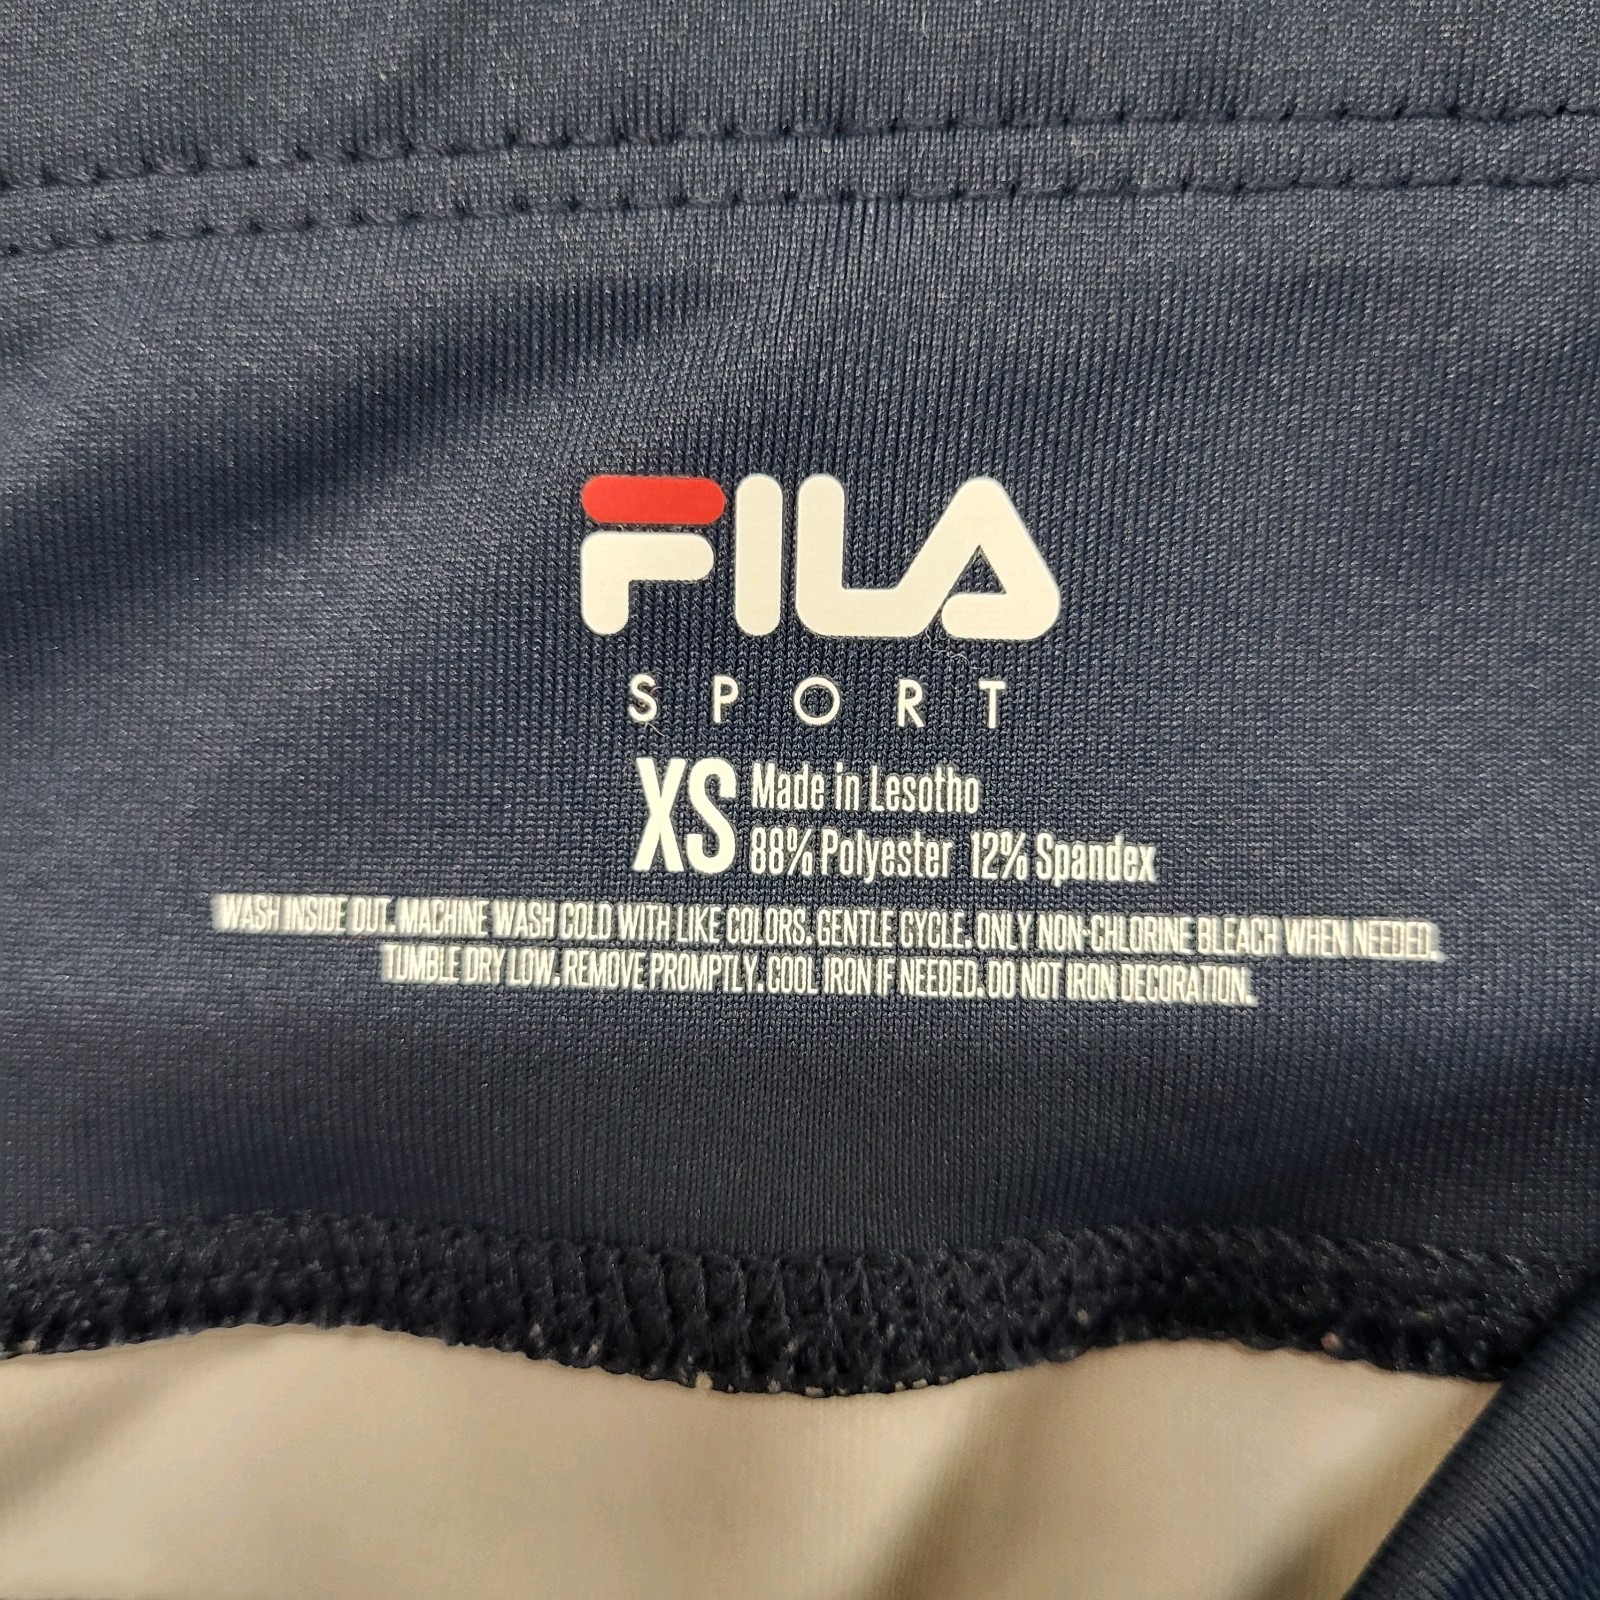 FILA
SPORT
XS
Made in Lesotho
88% Polyester 12% Spandex
WASH INSIDE OUT. MACHINE WASH COLD WITH LIKE COLORS. GENTLE CYCLE. ONLY NON-CHLORINE BLEACH WHEN NEEDED.
TUMBLE DRY LOW. REMOVE PROMPTLY. COOL IRON IF NEEDED. DO NOT IRON DECORATION.